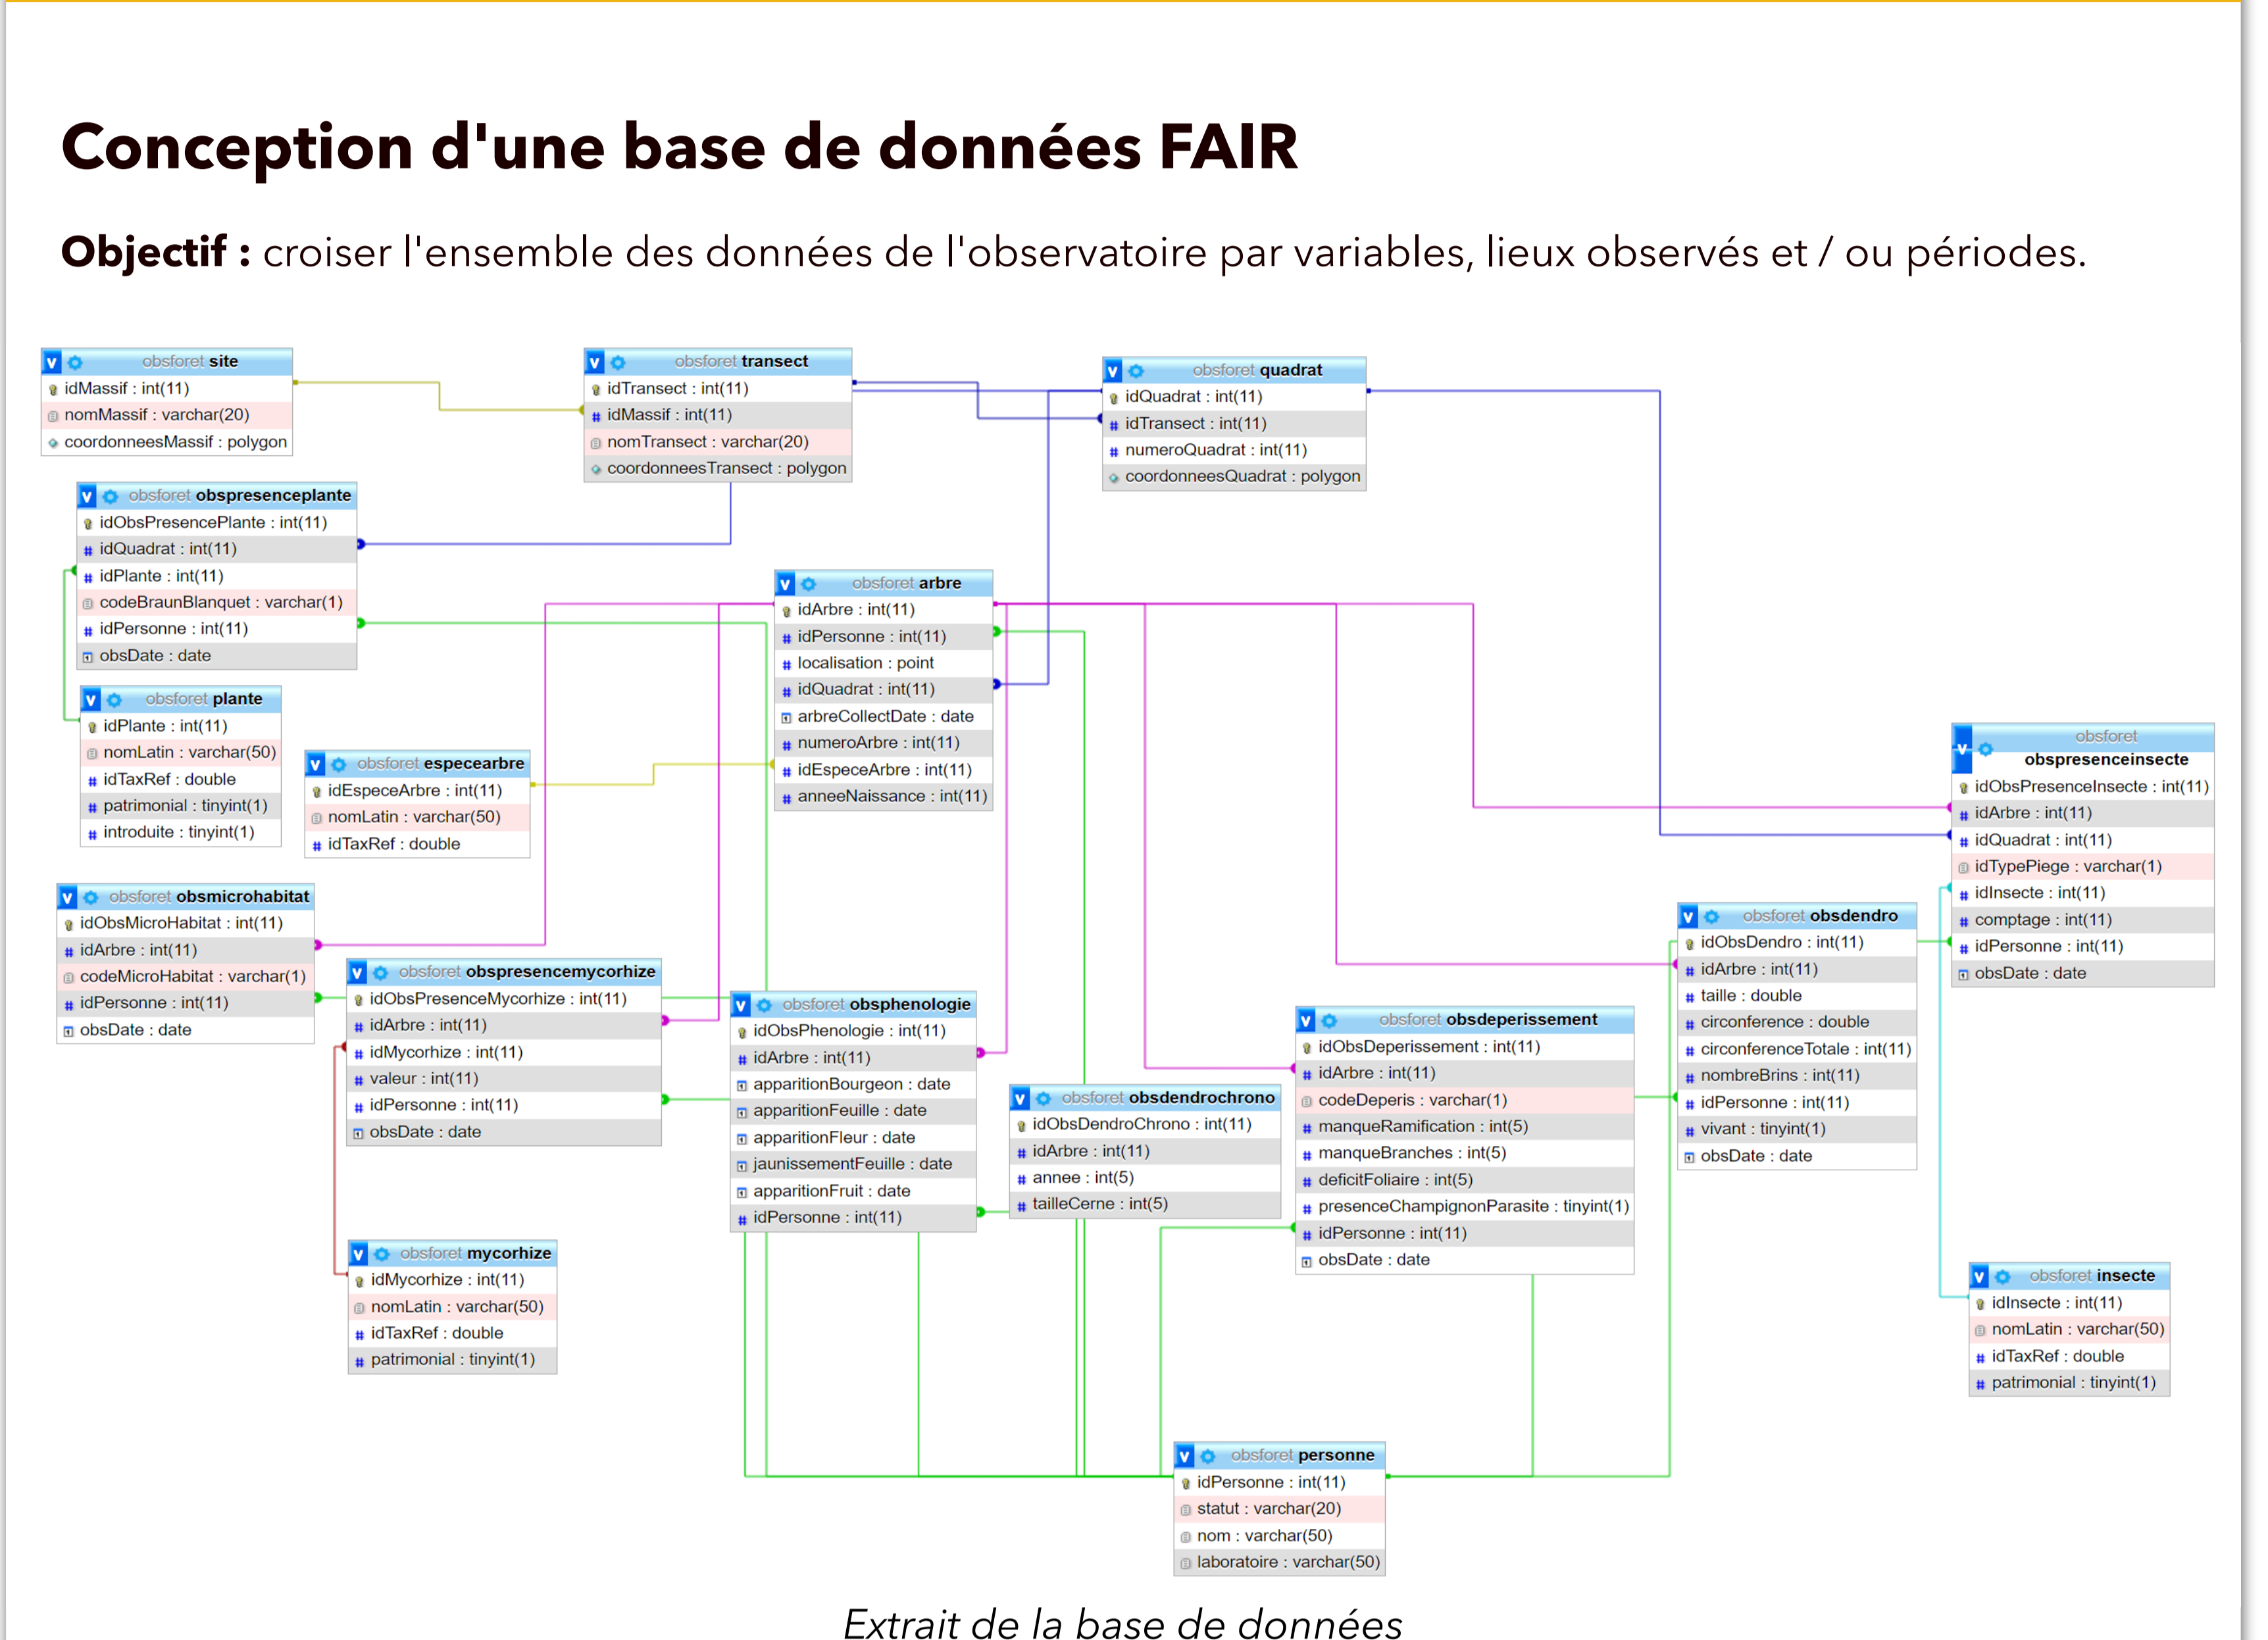 Conception d'une base de données FAIR
Objectif : croiser l'ensemble des données de l'observatoire par variables, lieux observés et / ou périodes.
obsforet site
idMassif : int(11)
nomMassif : varchar(20)
coordonneesMassif : polygon
obsforet transect
idTransect : int(11)
idMassif : int(11)
nomTransect : varchar(20)
coordonneesTransect : polygon
obsforet quadrat
idQuadrat : int(11)
idTransect : int(11)
numeroQuadrat : int(11)
coordonneesQuadrat : polygon
obsforet obspresenceplante
idObsPresencePlante : int(11)
idQuadrat : int(11)
idPlante : int(11)
codeBraunBlanquet : varchar(1)
idPersonne : int(11)
obsDate : date
obsforet arbre
idArbre : int(11)
idPersonne : int(11)
localisation : point
idQuadrat : int(11)
arbreCollectDate : date
numeroArbre : int(11)
idEspeceArbre : int(11)
anneeNaissance : int(11)
obsforet plante
idPlante : int(11)
nomLatin : varchar(50)
idTaxRef : double
patrimonial : tinyint(1)
introduite : tinyint(1)
obsforet especearbre
idEspeceArbre : int(11)
nomLatin : varchar(50)
idTaxRef : double
obsforet
obspresenceinsecte
idObsPresenceInsecte : int(11)
idArbre : int(11)
idQuadrat : int(11)
idTypePiege : varchar(1)
idInsecte : int(11)
comptage : int(11)
idPersonne : int(11)
obsDate : date
obsforet obsmicrohabitat
idObsMicroHabitat : int(11)
idArbre : int(11)
codeMicroHabitat : varchar(1)
idPersonne : int(11)
obsDate : date
obsforet obspresencemycorhize
idObsPresenceMycorhize : int(11)
idArbre : int(11)
idMycorhize : int(11)
valeur : int(11)
idPersonne : int(11)
obsDate : date
obsforet obsphenologie
idObsPhenologie : int(11)
idArbre : int(11)
apparitionBourgeon : date
apparitionFeuille : date
apparitionFleur : date
jaunissementFeuille : date
apparitionFruit : date
idPersonne : int(11)
obsforet obsdendrochrono
idObsDendroChrono : int(11)
idArbre : int(11)
annee : int(5)
tailleCerne : int(5)
obsforet obsdeperissement
idObsDeperissement : int(11)
idArbre : int(11)
codeDeperis : varchar(1)
manqueRamification : int(5)
manqueBranches : int(5)
deficitFoliaire : int(5)
presenceChampignonParasite : tinyint(1)
idPersonne : int(11)
obsDate : date
obsforet obsdendro
idObsDendro : int(11)
idArbre : int(11)
taille : double
circonference : double
circonferenceTotale : int(11)
nombreBrins : int(11)
idPersonne : int(11)
vivant : tinyint(1)
obsDate : date
obsforet mycorhize
idMycorhize : int(11)
nomLatin : varchar(50)
idTaxRef : double
patrimonial : tinyint(1)
obsforet insecte
idInsecte : int(11)
nomLatin : varchar(50)
idTaxRef : double
patrimonial : tinyint(1)
obsforet personne
idPersonne : int(11)
statut : varchar(20)
nom : varchar(50)
laboratoire : varchar(50)
Extrait de la base de données